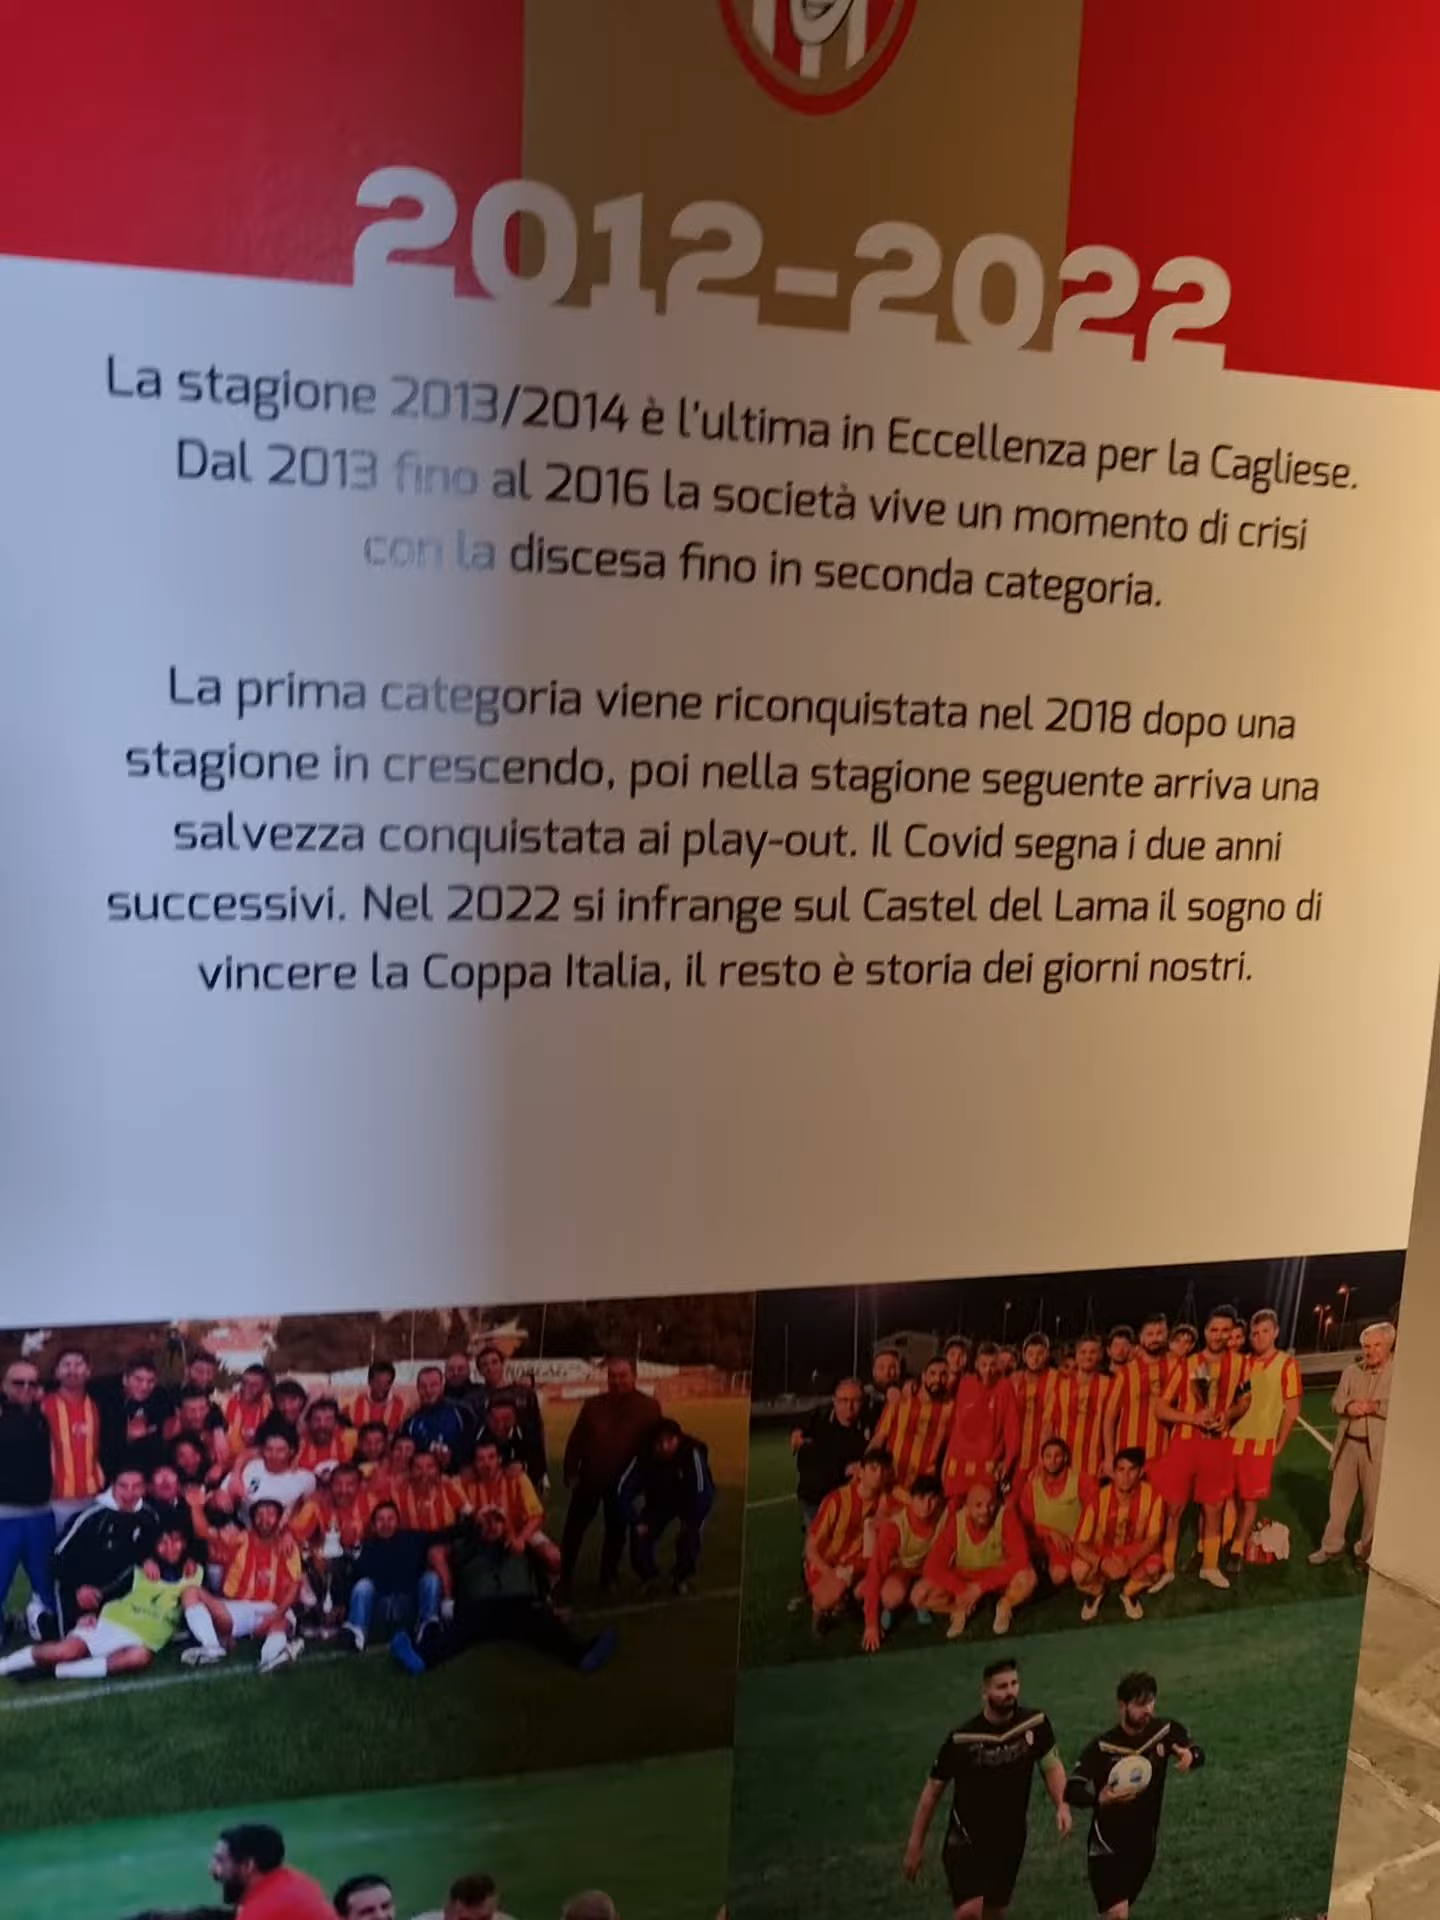 2012-2022
La stagione 2013/2014 è l'ultima in Eccellenza per la Cagliese.
Dal 2013 fino al 2016 la società vive un momento di crisi
con la discesa fino in seconda categoria.
La prima categoria viene riconquistata nel 2018 dopo una
stagione in crescendo, poi nella stagione seguente arriva una
salvezza conquistata ai play-out. Il Covid segna i due anni
successivi. Nel 2022 si infrange sul Castel del Lama il sogno di
vincere la Coppa Italia, il resto è storia dei giorni nostri.